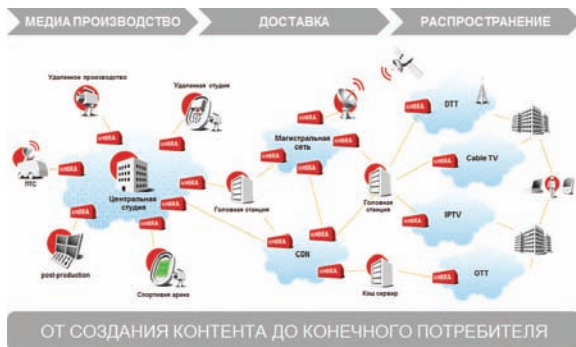 МЕДИА ПРОИЗВОДСТВО
ДОСТАВКА
РАСПРОСТРАНЕНИЕ
Удаленное производство
Удаленная студия
ПТС
Центральная
студия
post-production
Спортивня арена
Головная станция
Магистральная
сеть
CDN
Головная
станция
Кэш сервер
DTT
Cable TV
IPTV
OTT
ОТ СОЗДАНИЯ КОНТЕНТА ДО КОНЕЧНОГО ПОТРЕБИТЕЛЯ